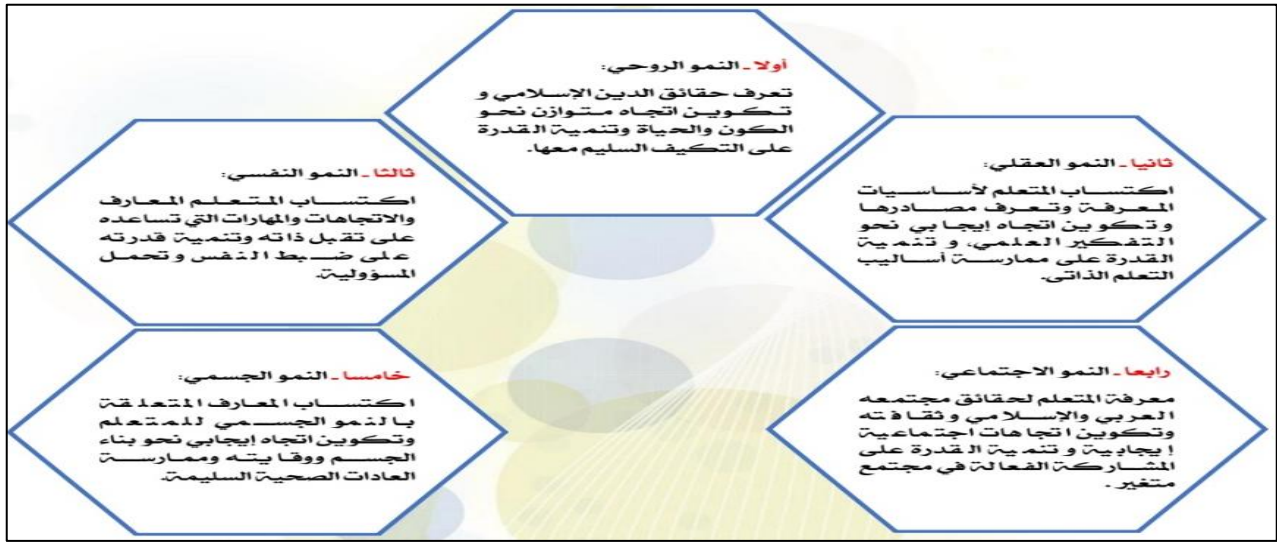 أولا ـ النمو الروحي:
تعرف حقائق الدين الإسلامي و
تكوين اتجاه متوازن نحو
الكون والحياة وتنمية القدرة
على التكيف السليم معها.
ثانيا ـ النمو العقلي:
اكتساب المتعلم لأساسيات
المعرفة وتعرف مصادرها
وتكوين اتجاه إيجابي نحو
التفكير العلمي، و تنمية
القدرة على ممارسة أساليب
التعلم الذاتي.
ثالثا ـ النمو النفسي:
اكتساب المتعلم المعارف
والاتجاهات والمهارات التي تساعده
على تقبل ذاته وتنمية قدرته
على ضبط النفس وتحمل
المسؤولية.
رابعا ـ النمو الاجتماعي:
معرفة المتعلم لحقائق مجتمعه
العربي والإسلامي وثقافته
وتكوين اتجاهات اجتماعية
إيجابية و تنمية القدرة على
المشاركة الفعالة في مجتمع
متغير.
خامسا ـ النمو الجسمي:
اكتساب المعارف المتعلقة
بالنمو الجسمي للمتعلم
وتكوين اتجاه إيجابي نحو بناء
الجسم ووقايته وممارسة
العادات الصحية السليمة.